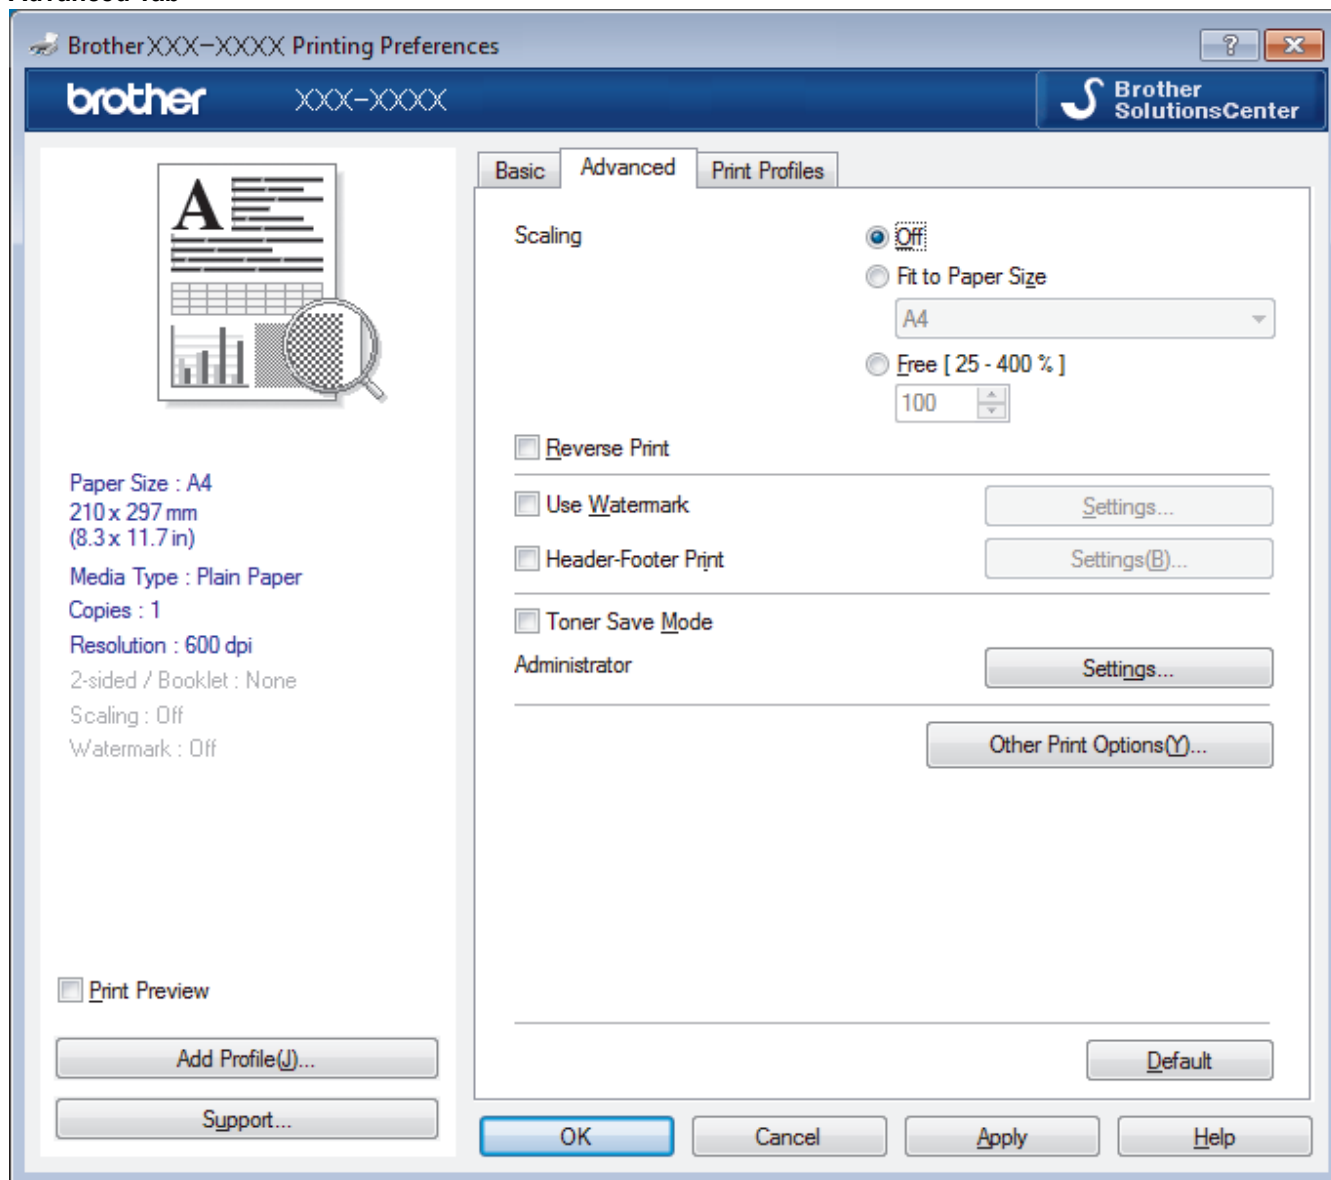 Advanced Tab
Brother XXX-XXXX Printing Preferences
brother XXX-XXXX
Brother
SolutionsCenter
Basic
Advanced
Print Profiles
A
Paper Size : A4
210 x 297 mm
(8.3 x 11.7 in)
Media Type : Plain Paper
Copies : 1
Resolution : 600 dpi
2-sided / Booklet : None
Scaling : Off
Watermark : Off
Print Preview
Add Profile(J)...
Support...
Scaling
Off
Fit to Paper Size
A4
Free [ 25 - 400 % ]
100
Reverse Print
Use Watermark
Settings...
Header-Footer Print
Settings(B)...
Toner Save Mode
Administrator
Settings...
Other Print Options(Y)...
Default
OK
Cancel
Apply
Help